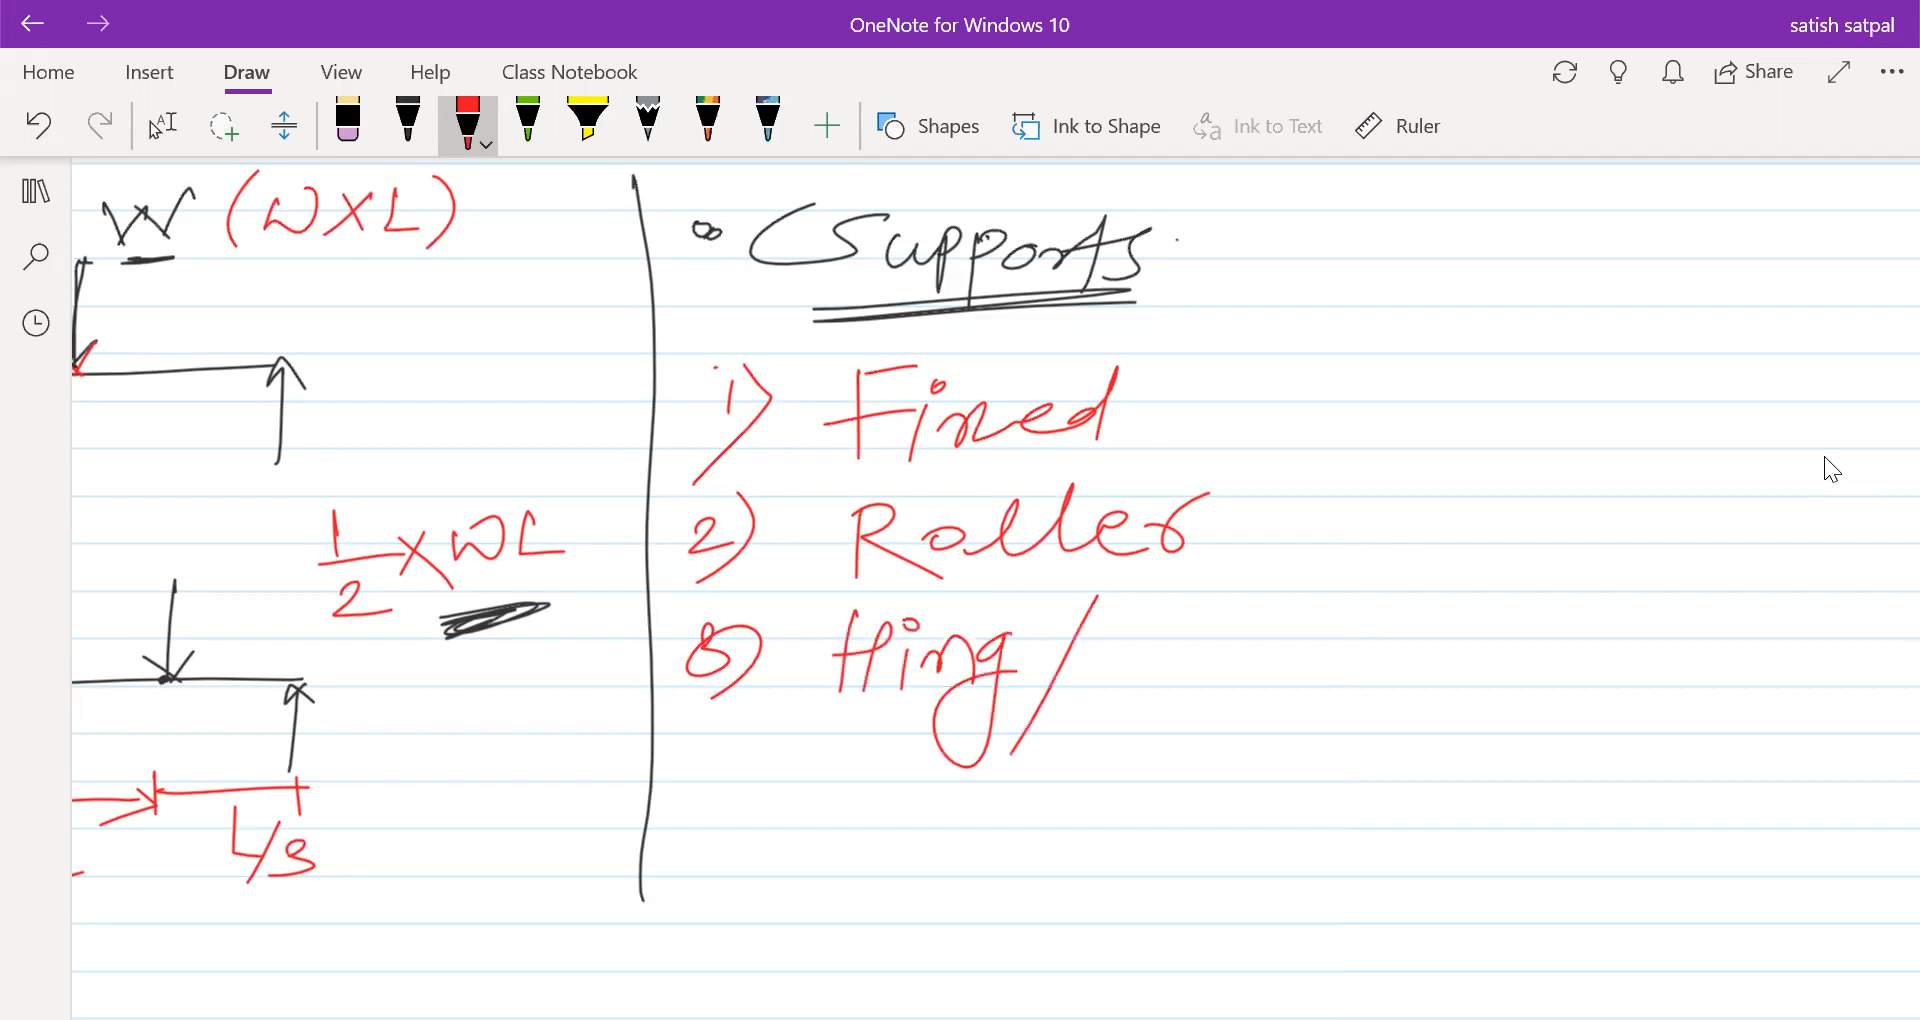 OneNote for Windows 10
satish satpal
Home Insert Draw View Help Class Notebook
Share
Shapes Ink to Shape Ink to Text Ruler
W (WXL)
1/2 X WL
L/3
Supports
1) Fixed
2) Roller
3) Hing/